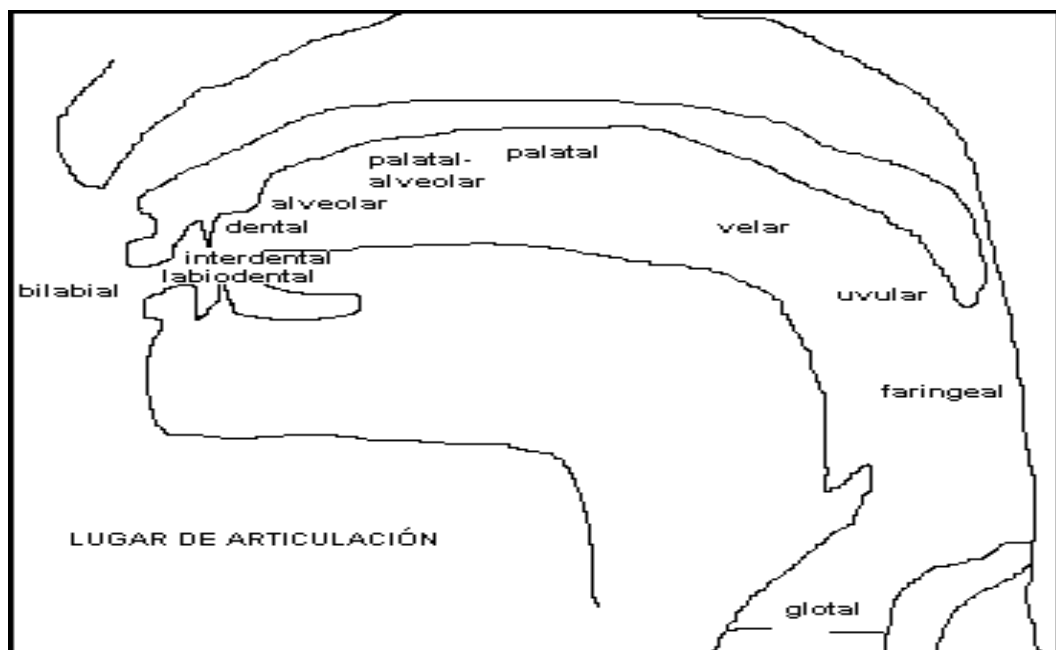 palatal-
alveolar
palatal
alveolar
dental
velar
interdental
labiodental
bilabial
uvular
faringeal
LUGAR DE ARTICULACIÓN
glotal